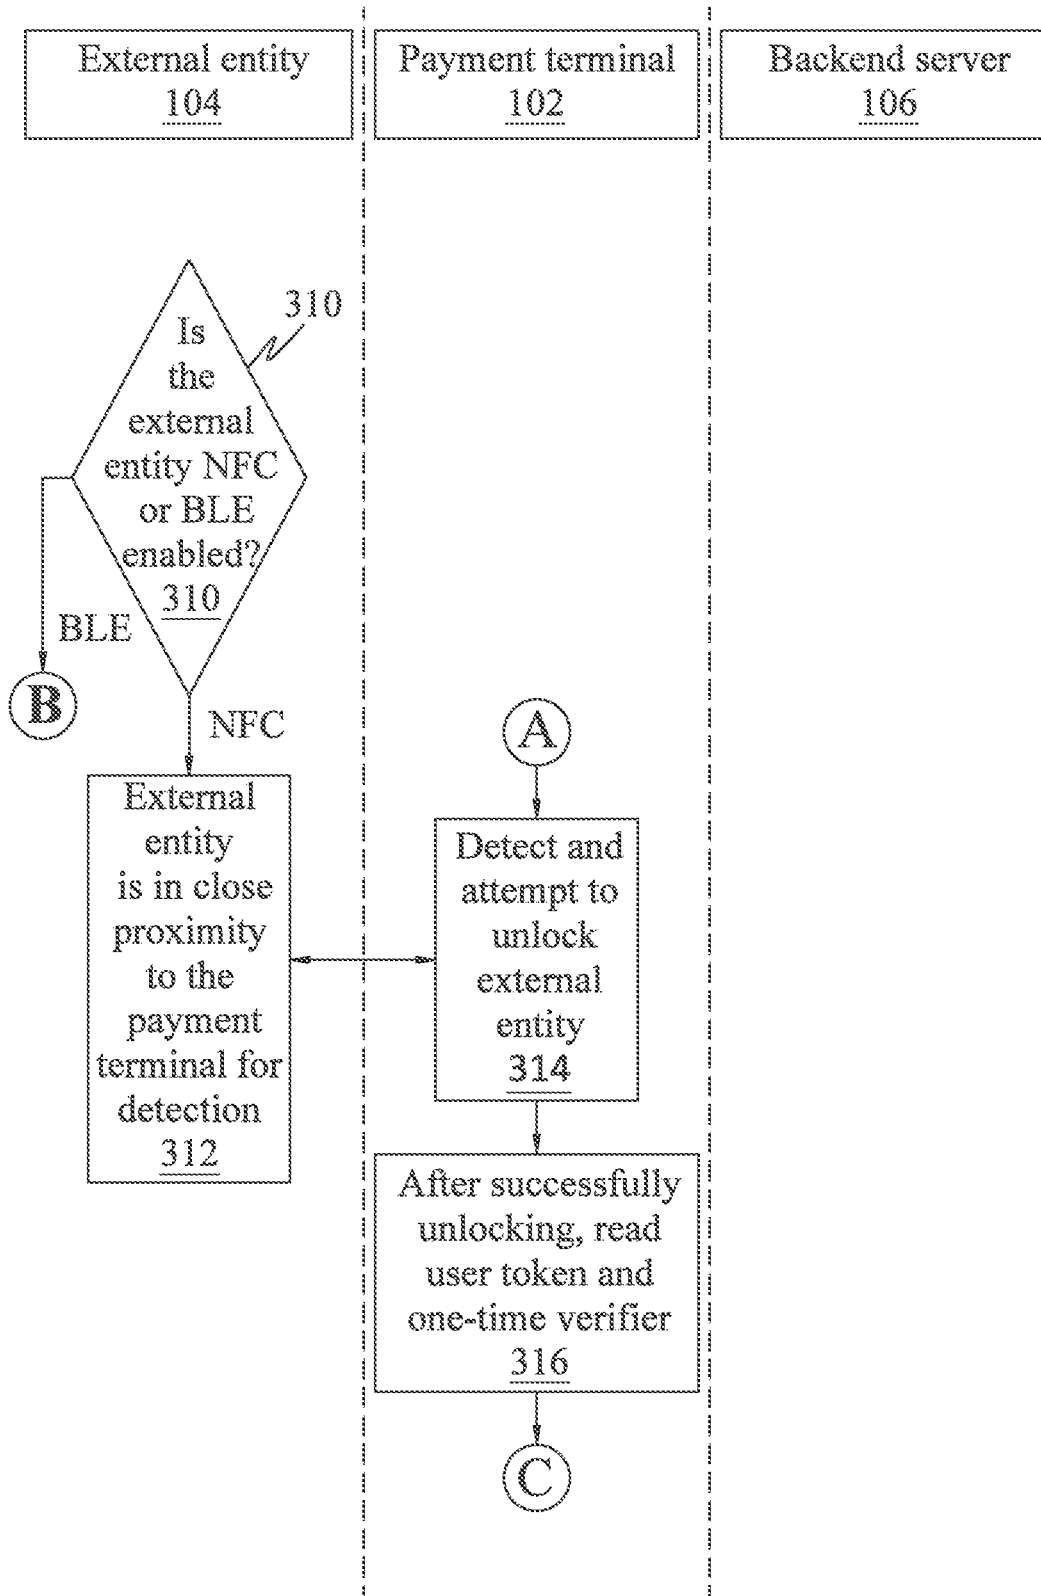 External entity
104
Payment terminal
102
Backend server
106
310
Is
the
external
entity NFC
or BLE
enabled?
310
BLE
B
NFC
External
entity
is in close
proximity
to the
payment
terminal for
detection
312
A
Detect and
attempt to
unlock
external
entity
314
After successfully
unlocking, read
user token and
one-time verifier
316
C